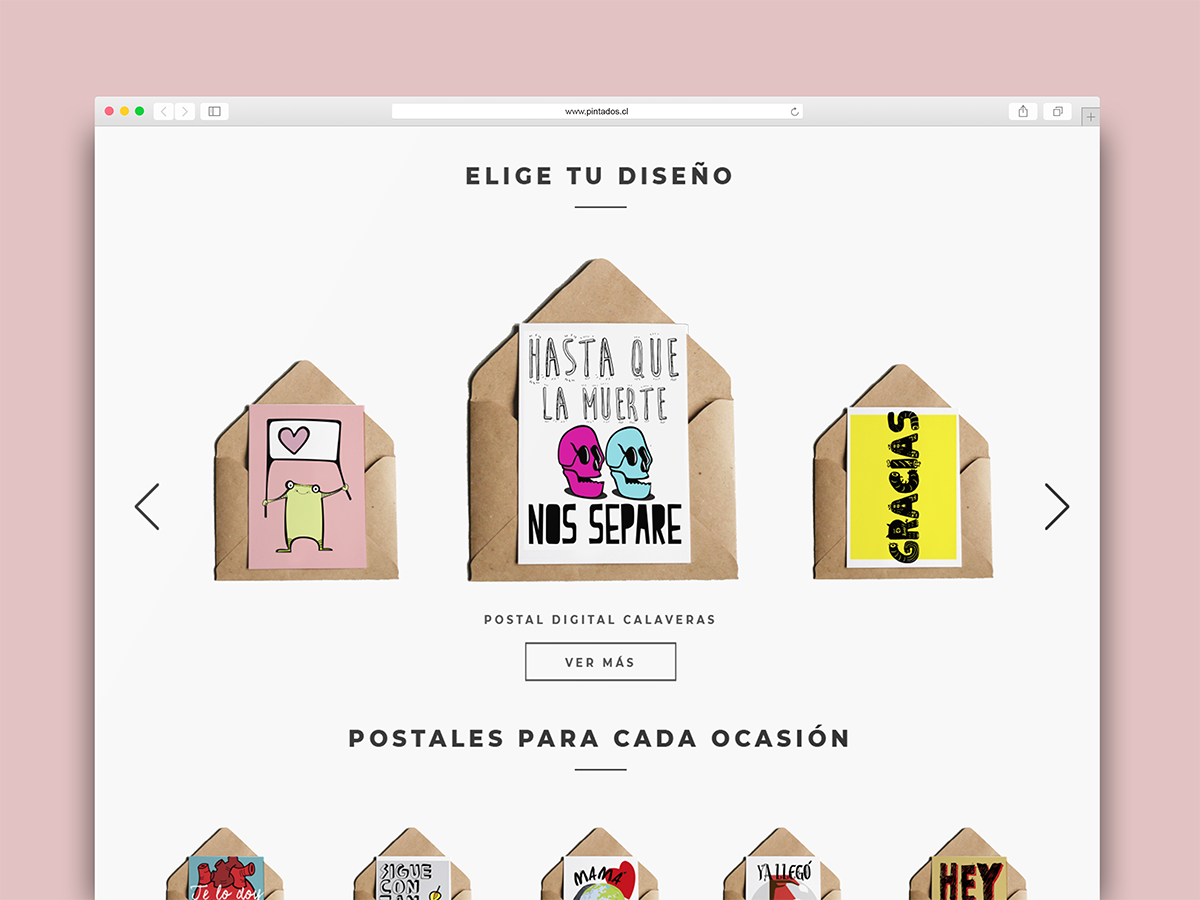 www.pintados.cl
ELIGE TU DISEÑO
HASTA QUE
LA MUERTE
NOS SEPARE
GRACIAS
POSTAL DIGITAL CALAVERAS
VER MÁS
POSTALES PARA CADA OCASIÓN
Te lo doy
SIGUE
CON
MAMÁ
YA LLEGÓ
HEY